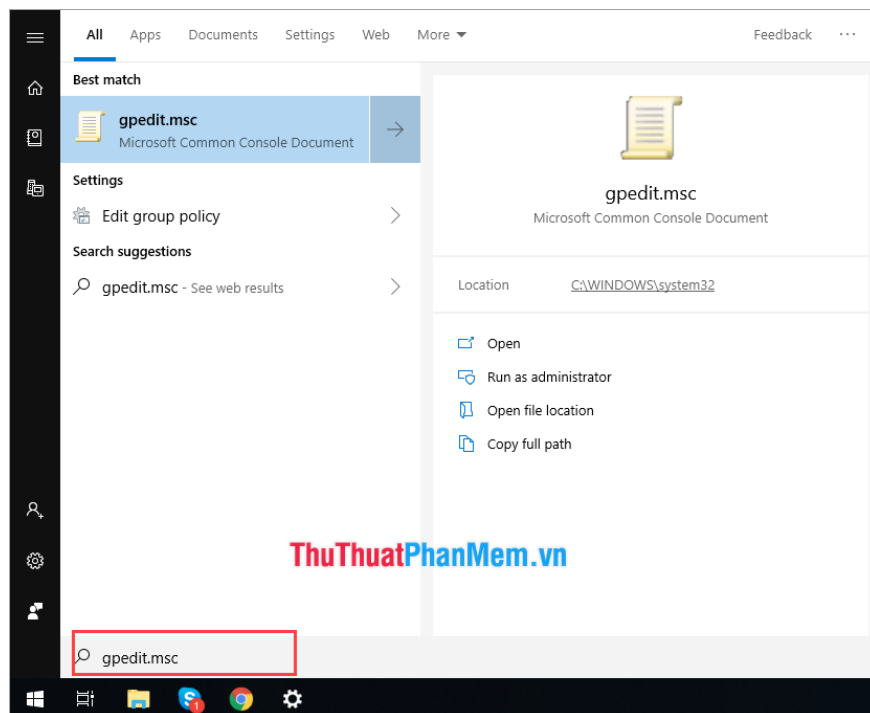 All Apps Documents Settings Web More Feedback ...
Best match
gpedit.msc
Microsoft Common Console Document
Settings
Edit group policy
Search suggestions
gpedit.msc - See web results
gpedit.msc
Microsoft Common Console Document
Location C:\WINDOWS\system32
Open
Run as administrator
Open file location
Copy full path
ThuThuatPhanMem.vn
gpedit.msc
1